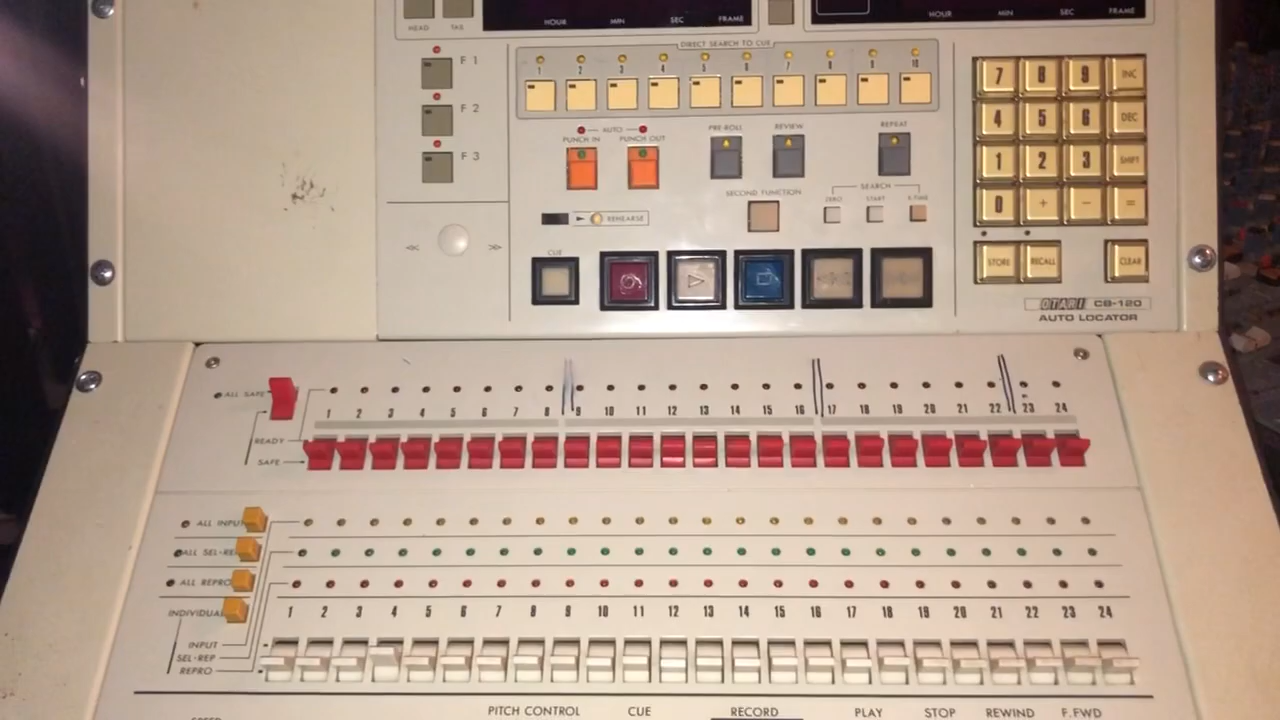 HEAD TAIL
HOUR MIN SEC FRAME
HOUR MIN SEC FRAME
DIRECT SEARCH TO CUE
1 2 3 4 5 6 7 8 9 10
F 1
F 2
F 3
AUTO
PUNCH IN PUNCH OUT
PRE-ROLL REVIEW REPEAT
SECOND FUNCTION
SEARCH
ZERO START S.TIME
REHEARSE
CUE
7 8 9 INC
4 5 6 DEC
1 2 3 SHIFT
0 + - =
STORE RECALL CLEAR
OTARI CB-120
AUTO LOCATOR
ALL SAFE
1 2 3 4 5 6 7 8 9 10 11 12 13 14 15 16 17 18 19 20 21 22 23 24
READY
SAFE
ALL INPUT
ALL SEL-REP
ALL REPRO
INDIVIDUAL
1 2 3 4 5 6 7 8 9 10 11 12 13 14 15 16 17 18 19 20 21 22 23 24
INPUT
SEL-REP
REPRO
SPEED PITCH CONTROL CUE RECORD PLAY STOP REWIND F.FWD